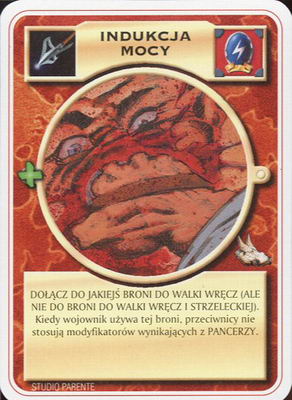 INDUKCJA
MOCY
DOŁĄCZ DO JAKIEJŚ BRONI DO WALKI WRĘCZ (ALE
NIE DO BRONI DO WALKI WRĘCZ I STRZELECKIEJ).
Kiedy wojownik używa tej broni, przeciwnicy nie
stosują modyfikatorów wynikających z PANCERZY.
STUDIO PARENTE